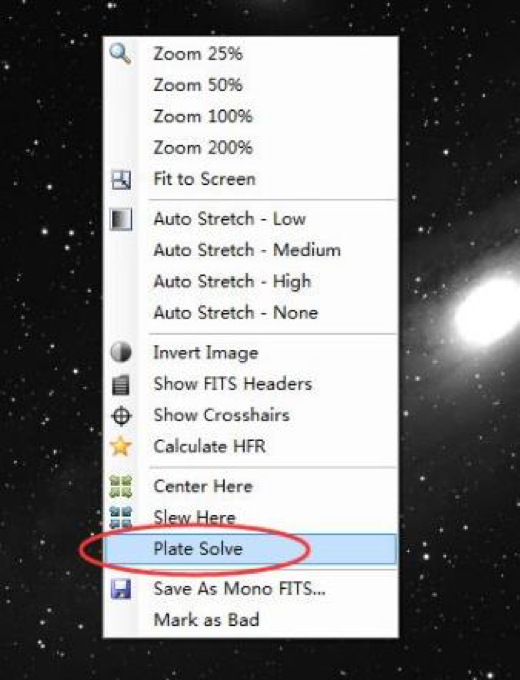 Zoom 25%
Zoom 50%
Zoom 100%
Zoom 200%
Fit to Screen
Auto Stretch - Low
Auto Stretch - Medium
Auto Stretch - High
Auto Stretch - None
Invert Image
Show FITS Headers
Show Crosshairs
Calculate HFR
Center Here
Slew Here
Plate Solve
Save As Mono FITS...
Mark as Bad